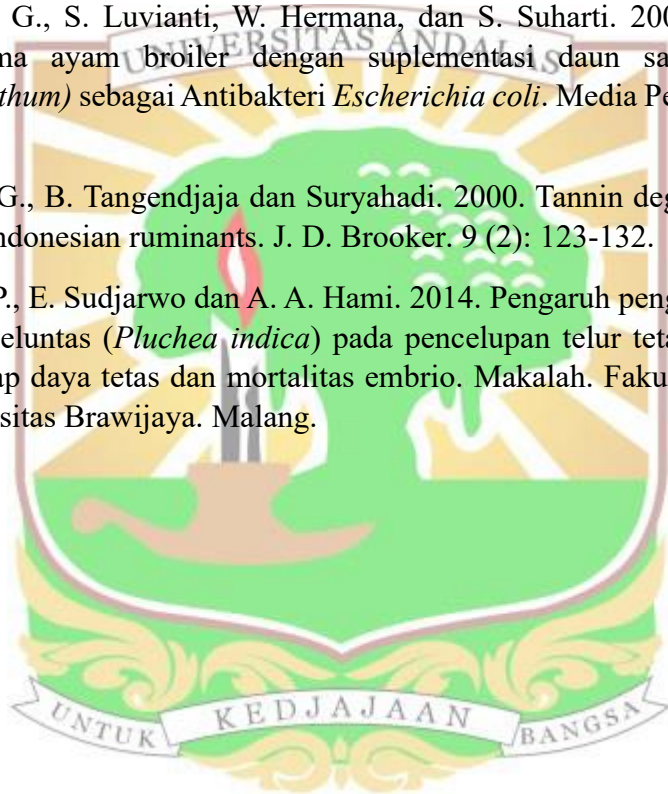 G., S. Luvianti, W. Hermana, dan S. Suharti. 200
ma ayam broiler dengan suplementasi daun sa
thum) sebagai Antibakteri Escherichia coli. Media Pe
G., B. Tangendjaja dan Suryahadi. 2000. Tannin deg
ndonesian ruminants. J. D. Brooker. 9 (2): 123-132.
P., E. Sudjarwo dan A. A. Hami. 2014. Pengaruh peng
eluntas (Pluchea indica) pada pencelupan telur teta
ap daya tetas dan mortalitas embrio. Makalah. Faku
sitas Brawijaya. Malang.
UNIVERSITAS ANDALAS
UNTUK KEDJAJAAN BANGSA